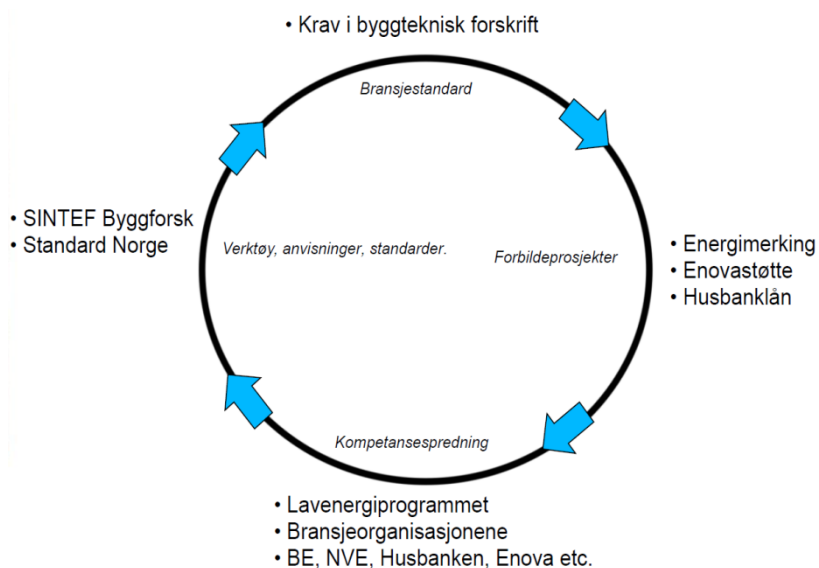 • Krav i byggteknisk forskrift
Bransjestandard
• SINTEF Byggforsk
• Standard Norge
Verktøy, anvisninger, standarder.
Forbildeprosjekter
• Energimerking
• Enovastøtte
• Husbanklån
Kompetansespredning
• Lavenergiprogrammet
• Bransjeorganisasjonene
• BE, NVE, Husbanken, Enova etc.